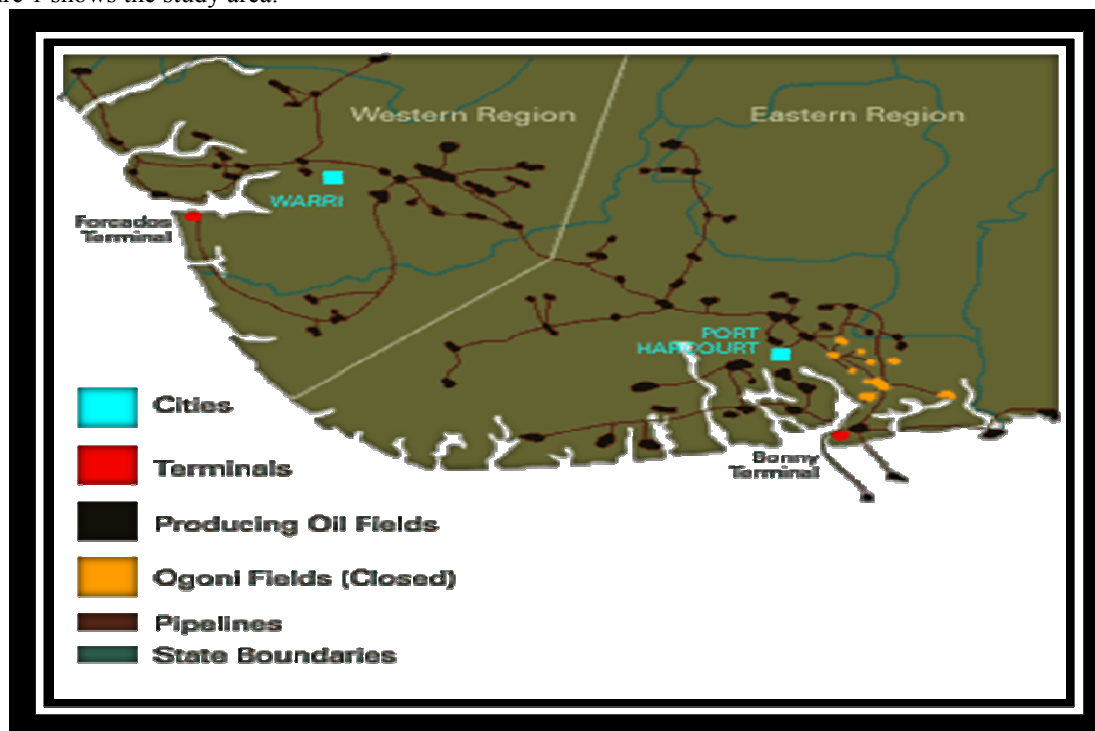 re 1 shows the study area.
Western Region
Eastern Region
WARRI
Forcados
Terminal
PORT
HARCOURT
Bonny
Terminal
Cities
Terminals
Producing Oil Fields
Ogoni Fields (Closed)
Pipelines
State Boundaries